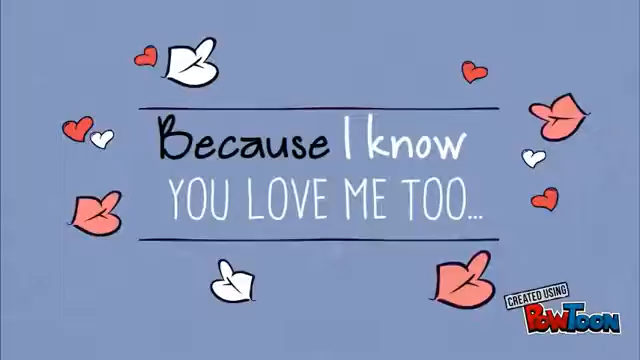 Because I know
YOU LOVE ME TOO...
CREATED USING
POWTOON